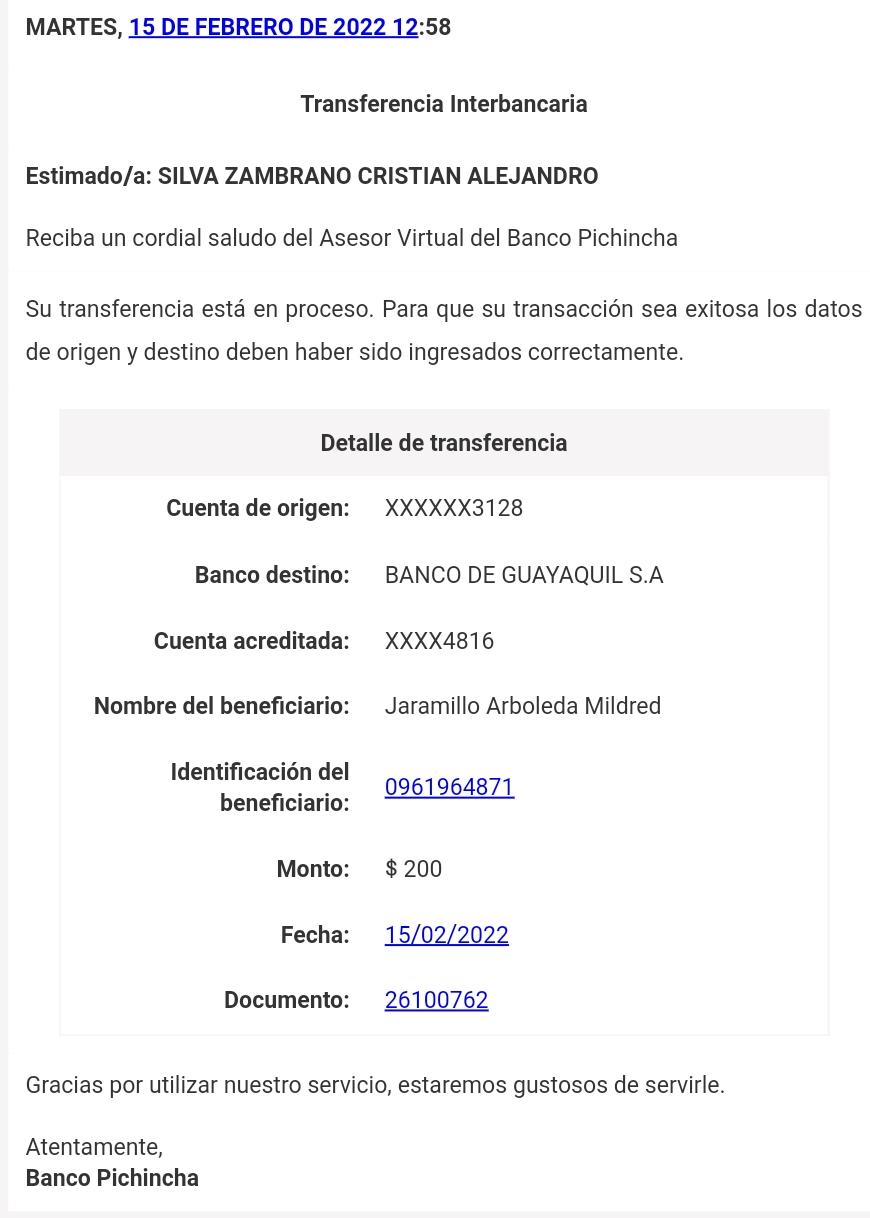 MARTES, 15 DE FEBRERO DE 2022 12:58
Transferencia Interbancaria
Estimado/a: SILVA ZAMBRANO CRISTIAN ALEJANDRO
Reciba un cordial saludo del Asesor Virtual del Banco Pichincha
Su transferencia está en proceso. Para que su transacción sea exitosa los datos
de origen y destino deben haber sido ingresados correctamente.
Detalle de transferencia
Cuenta de origen: XXXXXX3128
Banco destino: BANCO DE GUAYAQUIL S.A
Cuenta acreditada: XXXX4816
Nombre del beneficiario: Jaramillo Arboleda Mildred
Identificación del
beneficiario: 0961964871
Monto: $ 200
Fecha: 15/02/2022
Documento: 26100762
Gracias por utilizar nuestro servicio, estaremos gustosos de servirle.
Atentamente,
Banco Pichincha